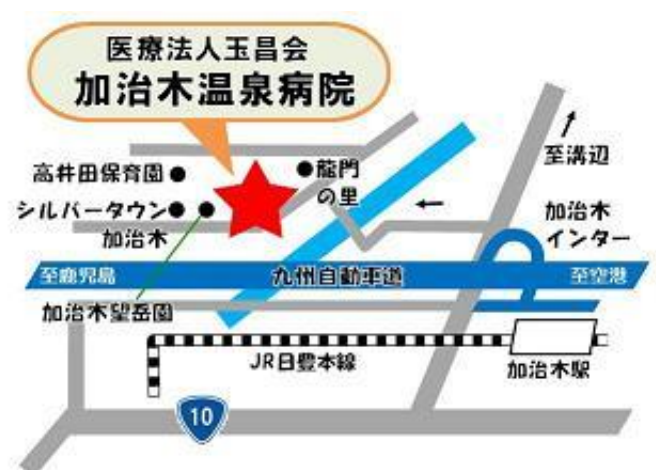 医療法人玉昌会
加治木温泉病院
高井田保育園
龍門
の里
至溝辺
シルバータウン
加治木
加治木
インター
至鹿児島
九州自動車道
至空港
加治木望岳園
JR日豊本線
加治木駅
10